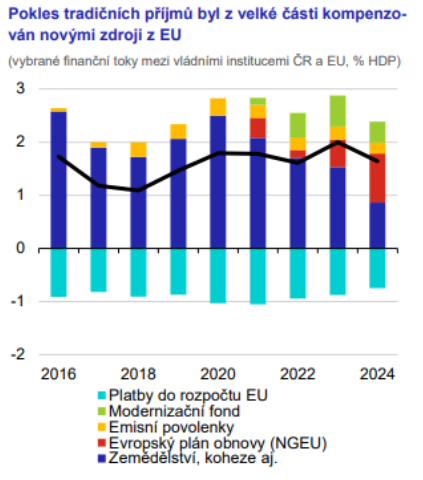 Pokles tradičních příjmů byl z velké části kompenzo-
ván novými zdroji z EU
(vybrané finanční toky mezi vládními institucemi ČR a EU, % HDP)
3
2
1
0
-1
-2
2016 2018 2020 2022 2024
Platby do rozpočtu EU
Modernizační fond
Emisní povolenky
Evropský plán obnovy (NGEU)
Zemědělství, koheze aj.